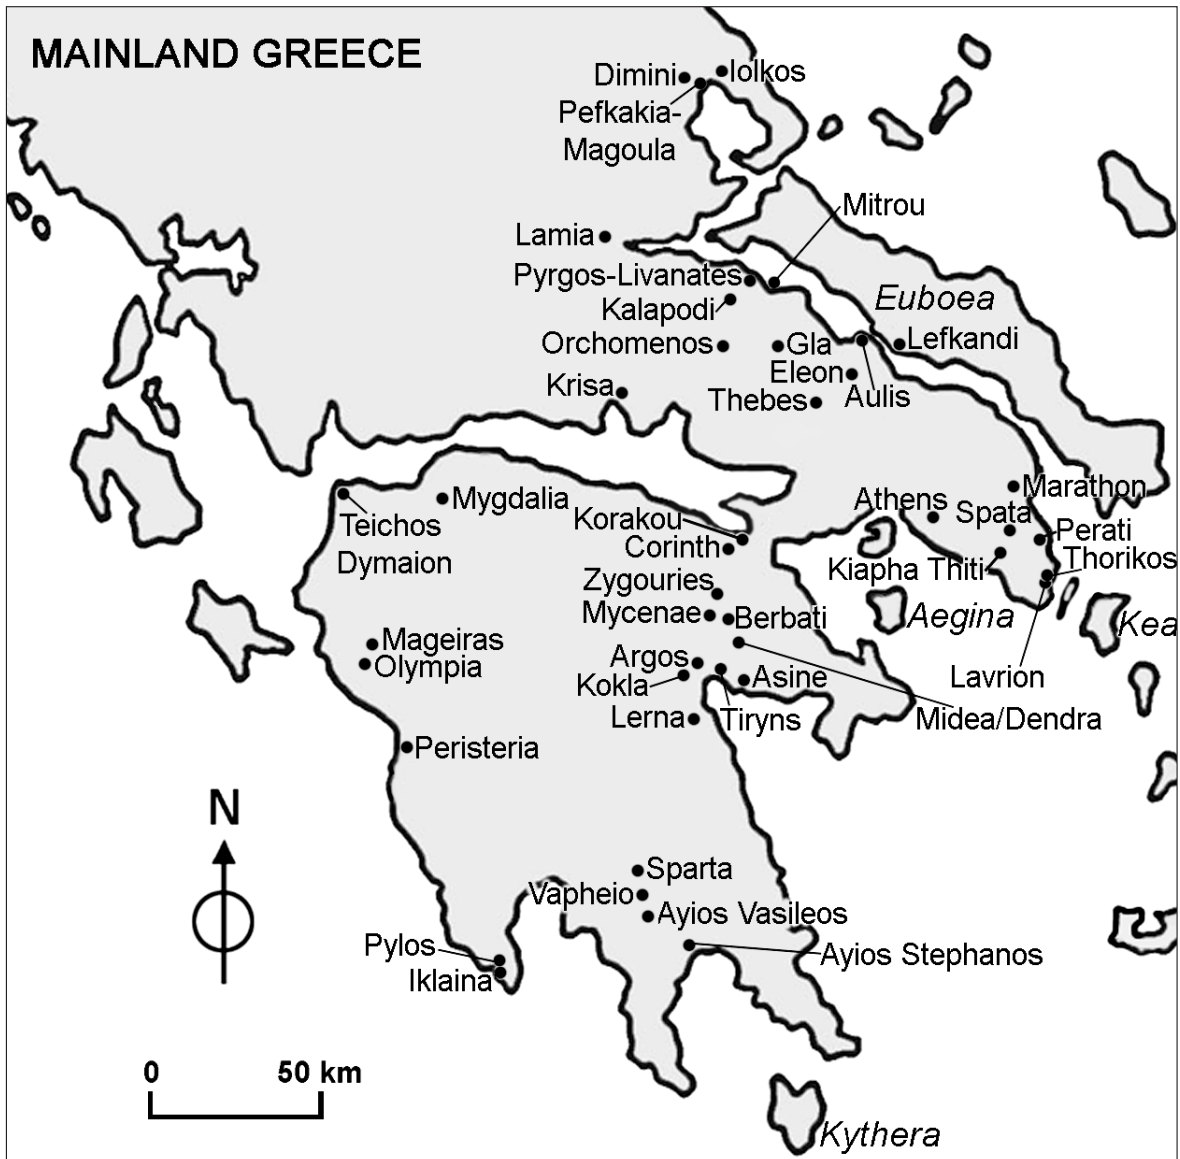 MAINLAND GREECE
Dimini
Iolkos
Pefkakia-
Magoula
Mitrou
Lamia
Pyrgos-Livanates
Kalapodi
Euboea
Orchomenos
Gla
Lefkandi
Eleon
Krisa
Thebes
Aulis
Marathon
Mygdalia
Athens
Spata
Teichos
Dymaion
Korakou
Perati
Corinth
Thorikos
Kiapha Thiti
Zygouries
Mycenae
Berbati
Aegina
Kea
Mageiras
Olympia
Argos
Kokla
Asine
Lavrion
Lerna
Tiryns
Midea/Dendra
Peristeria
N
Sparta
Vapheio
Ayios Vasileos
Pylos
Ayios Stephanos
Iklaina
0 50 km
Kythera